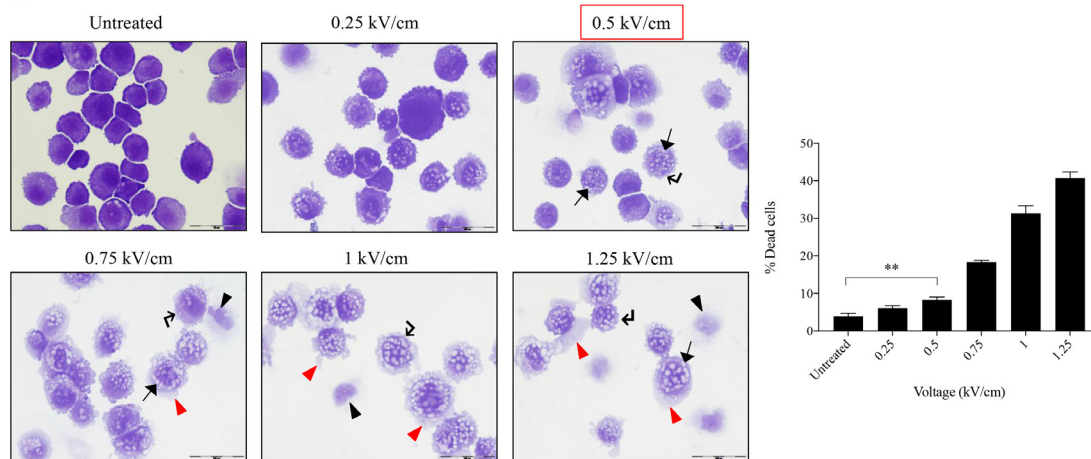 Untreated
0.25 kV/cm
0.5 kV/cm
0.75 kV/cm
1 kV/cm
1.25 kV/cm
% Dead cells
50
40
30
20
10
0
**
Untreated
0.25
0.5
0.75
1
1.25
Voltage (kV/cm)